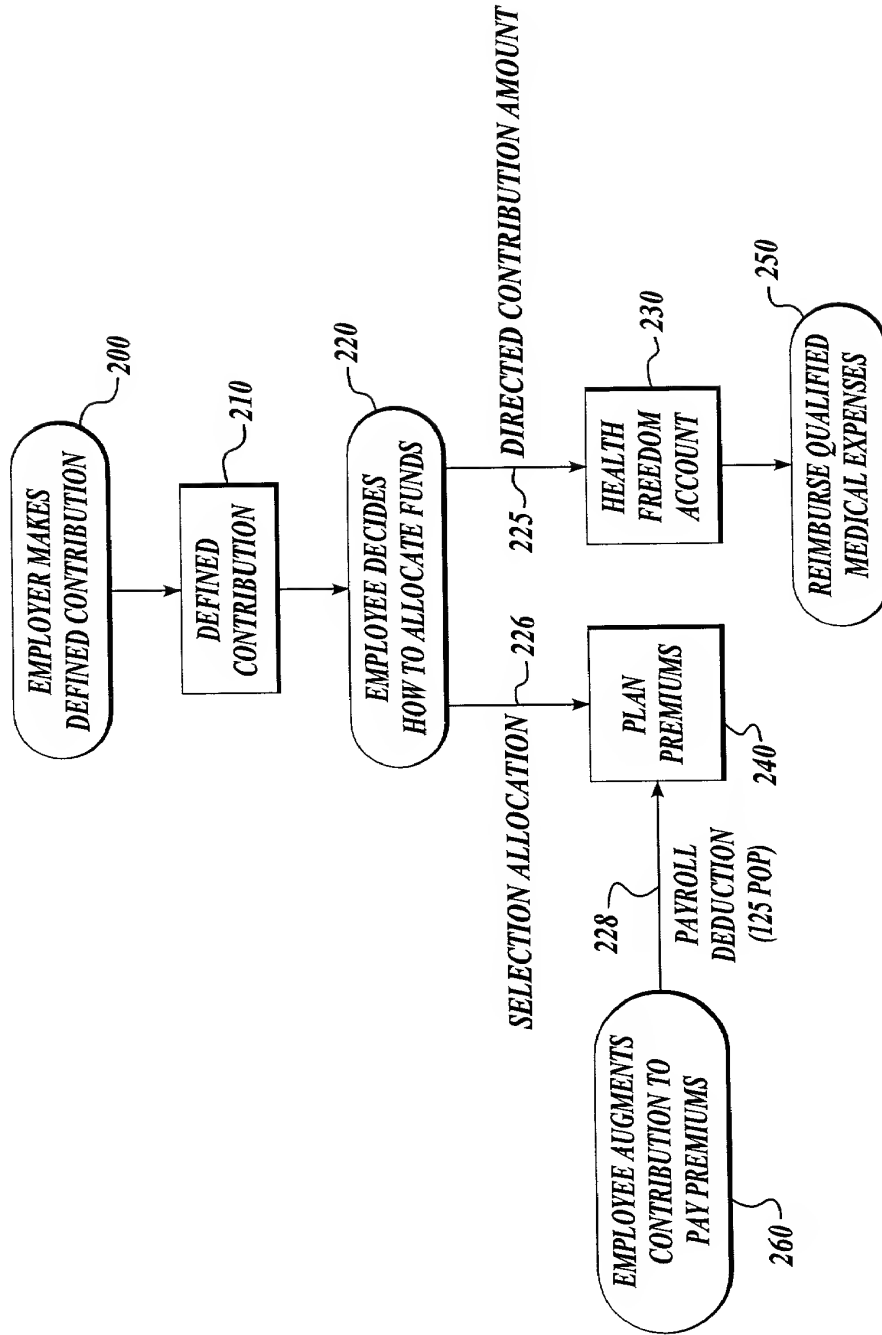 EMPLOYER MAKES
DEFINED CONTRIBUTION
200
DEFINED
CONTRIBUTION
210
EMPLOYEE DECIDES
HOW TO ALLOCATE FUNDS
220
SELECTION ALLOCATION
226
225
DIRECTED CONTRIBUTION AMOUNT
EMPLOYEE AUGMENTS
CONTRIBUTION TO
PAY PREMIUMS
260
228
PAYROLL
DEDUCTION
(125 POP)
PLAN
PREMIUMS
240
HEALTH
FREEDOM
ACCOUNT
230
REIMBURSE QUALIFIED
MEDICAL EXPENSES
250